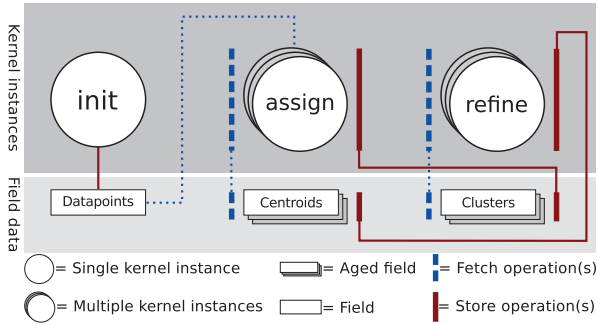 Kernel instances
init
assign
refine
Field data
Datapoints
Centroids
Clusters
= Single kernel instance
= Aged field
= Fetch operation(s)
= Multiple kernel instances
= Field
= Store operation(s)